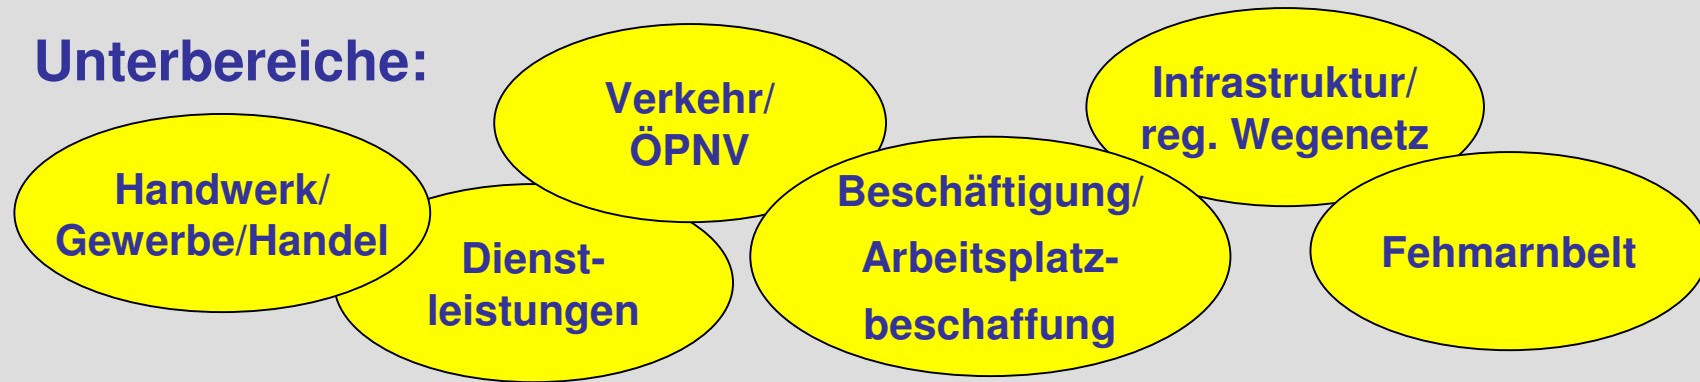 Unterbereiche:
Handwerk/
Gewerbe/Handel
Dienst-
leistungen
Verkehr/
ÖPNV
Beschäftigung/
Arbeitsplatz-
beschaffung
Infrastruktur/
reg. Wegenetz
Fehmarnbelt